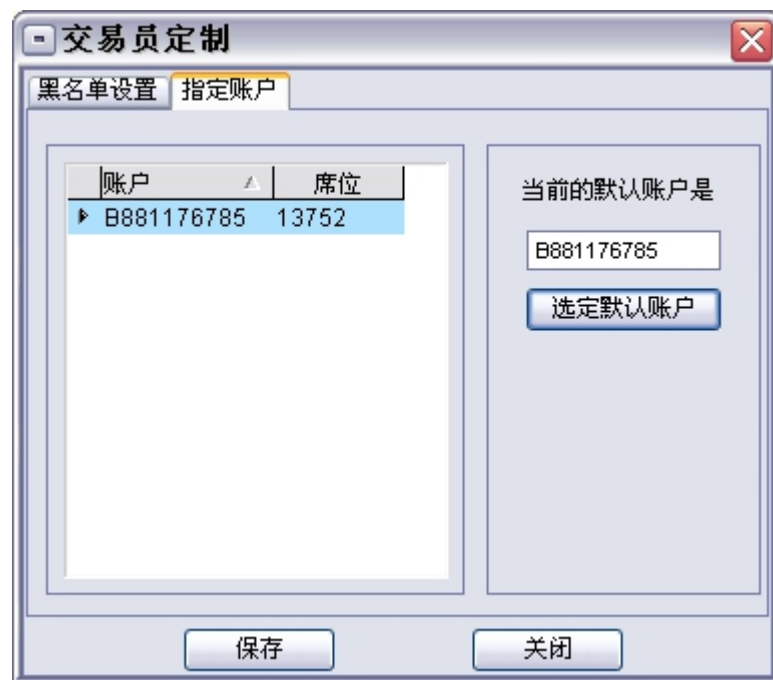 交易员定制
黑名单设置 指定账户
账户 席位
B881176785 13752
当前的默认账户是
B881176785
选定默认账户
保存 关闭